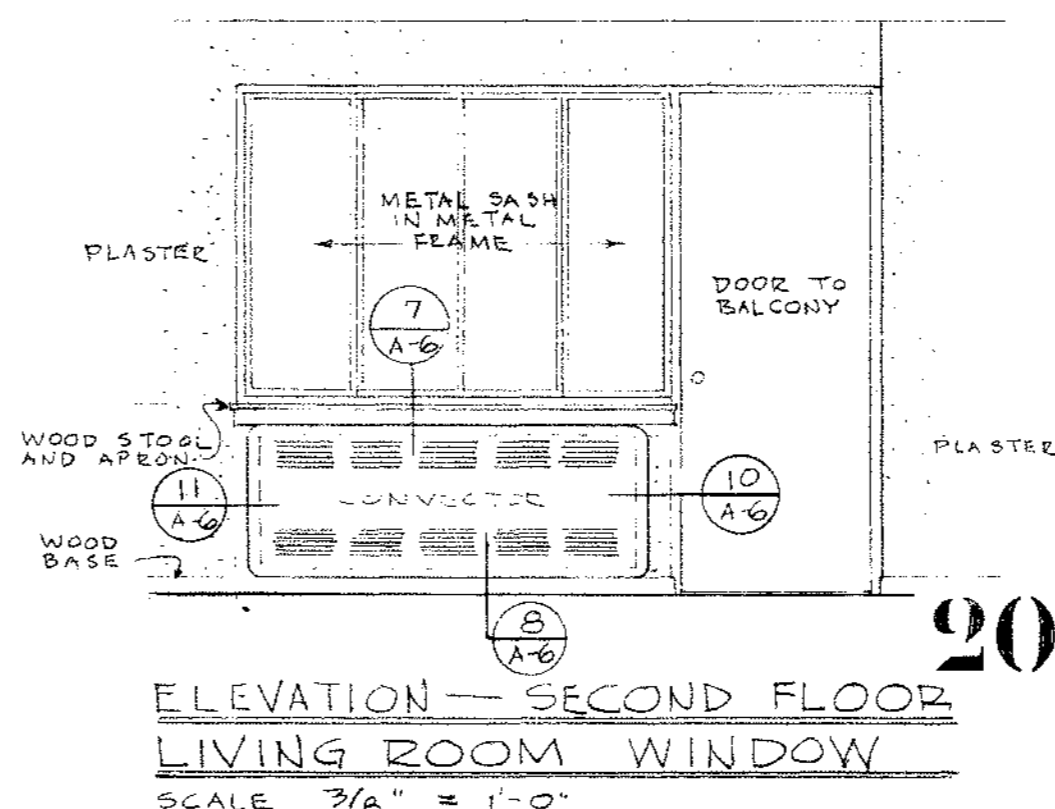 METAL SASH
IN METAL
FRAME
PLASTER
DOOR TO
BALCONY
7
A-6
WOOD STOOL
AND APRON
PLASTER
11
A-6
CONVECTOR
10
A-6
WOOD
BASE
8
A-6
20
ELEVATION — SECOND FLOOR
LIVING ROOM WINDOW
SCALE 3/8" = 1'-0"